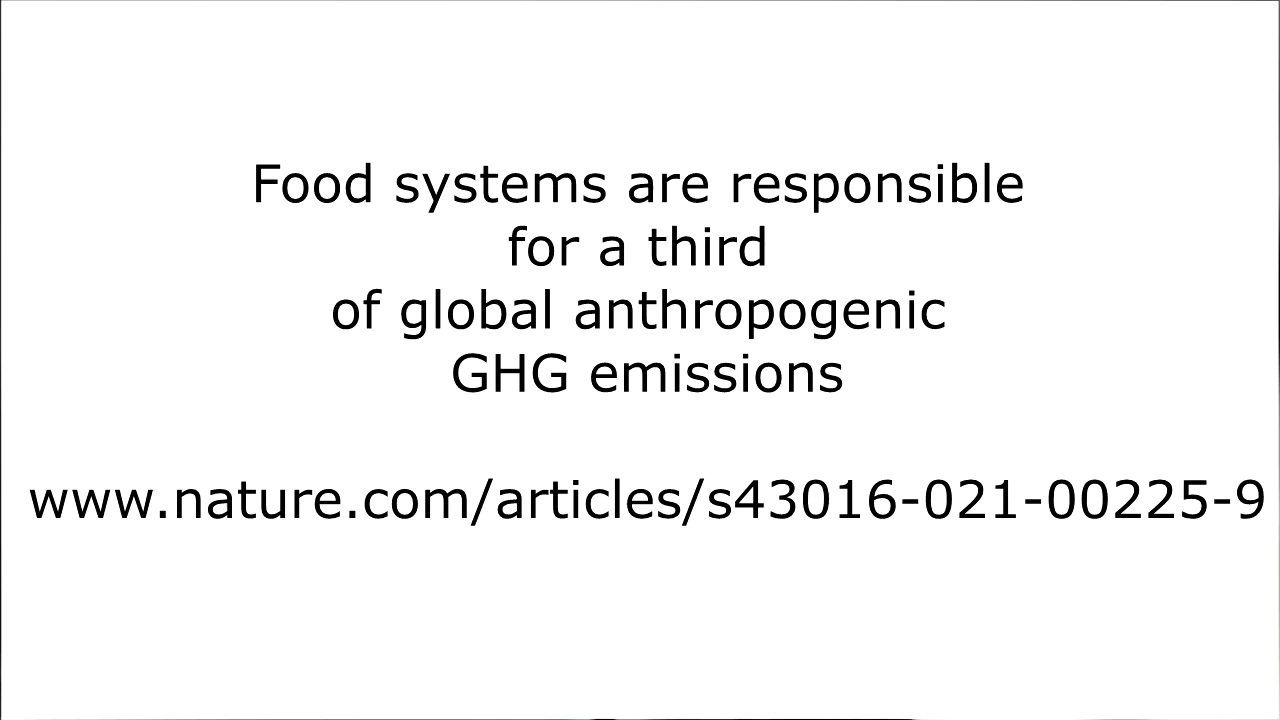 Food systems are responsible
for a third
of global anthropogenic
GHG emissions
www.nature.com/articles/s43016-021-00225-9